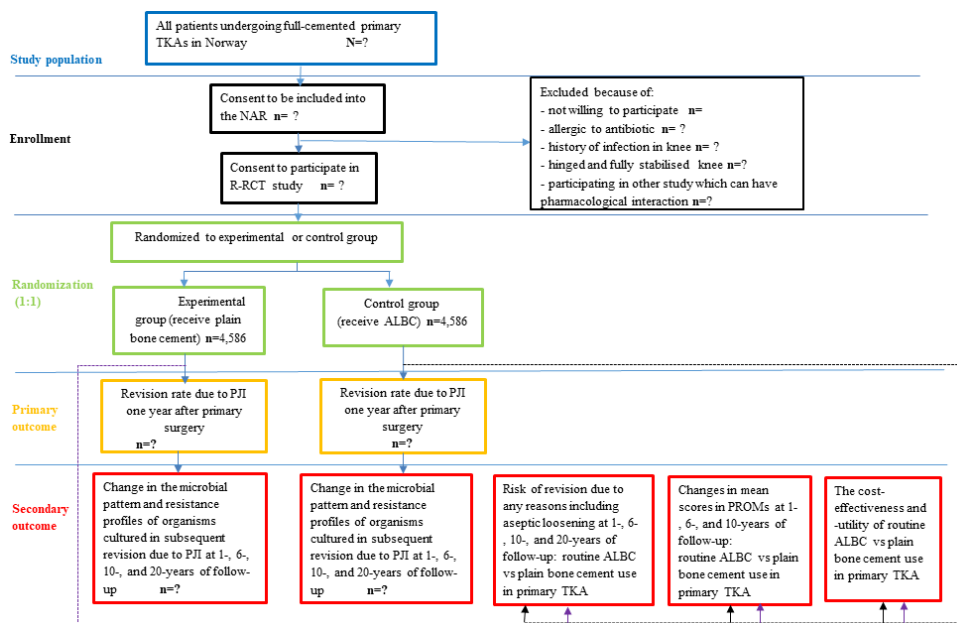 All patients undergoing full-cemented primary
TKAs in Norway N=?
Study population
Consent to be included into
the NAR n= ?
Excluded because of:
- not willing to participate n=
- allergic to antibiotic n= ?
- history of infection in knee n= ?
- hinged and fully stabilised knee n=?
- participating in other study which can have
pharmacological interaction n=?
Enrollment
Consent to participate in
R-RCT study n= ?
Randomized to experimental or control group
Randomization
(1:1)
Experimental
group (receive plain
bone cement) n=4,586
Control group
(receive ALBC) n=4,586
Primary
outcome
Revision rate due to PJI
one year after primary
surgery
n=?
Revision rate due to PJI
one year after primary
surgery
n=?
Secondary
outcome
Change in the microbial
pattern and resistance
profiles of organisms
cultured in subsequent
revision due to PJI at 1-, 6-,
10-, and 20-years of follow-
up n=?
Change in the microbial
pattern and resistance
profiles of organisms
cultured in subsequent
revision due to PJI at 1-, 6-,
10-, and 20-years of follow-
up n=?
Risk of revision due to
any reasons including
aseptic loosening at 1-, 6-,
10-, and 20-years of
follow-up: routine ALBC
vs plain bone cement use
in primary TKA
Changes in mean
scores in PROMs at 1-
, 6-, and 10-years of
follow-up:
routine ALBC vs plain
bone cement use in
primary TKA
The cost-
effectiveness and
-utility of routine
ALBC vs plain
bone cement use
in primary TKA